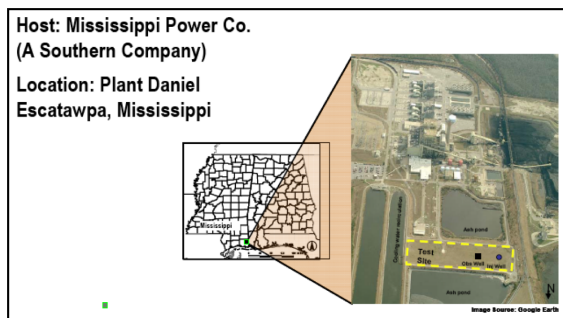 Host: Mississippi Power Co.
(A Southern Company)
Location: Plant Daniel
Escatawpa, Mississippi
Mississippi
Ash pond
Test
Site
Obs Well
Inj Well
Ash pond
N
Image Source: Google Earth